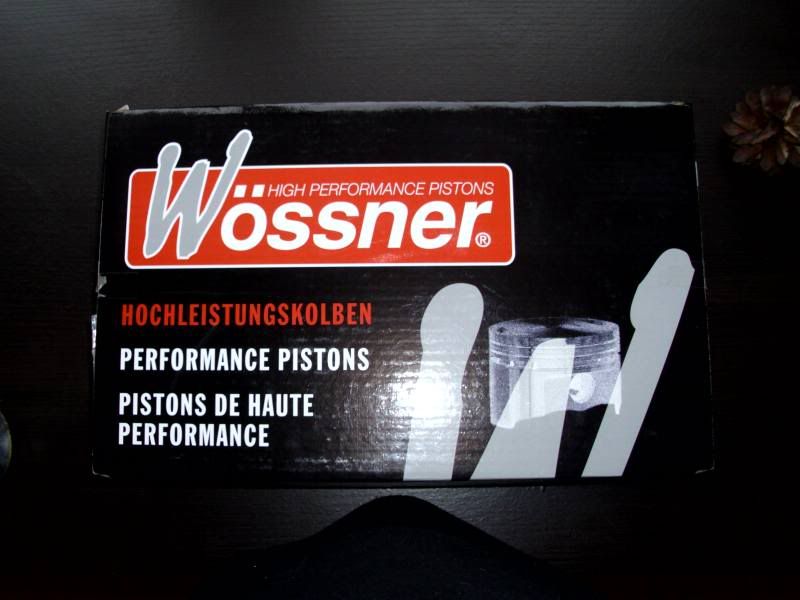 HIGH PERFORMANCE PISTONS
Wössner®
HOCHLEISTUNGSKOLBEN
PERFORMANCE PISTONS
PISTONS DE HAUTE
PERFORMANCE